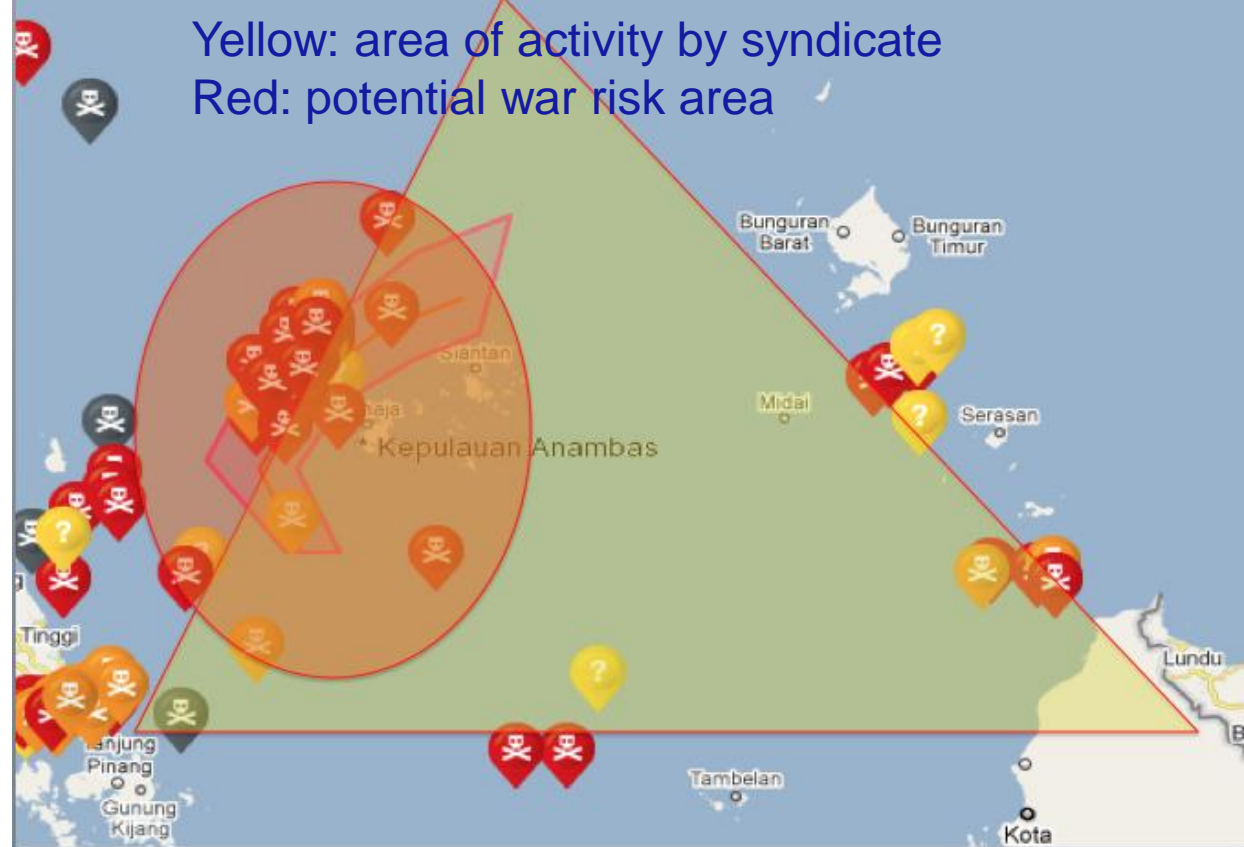 Yellow: area of activity by syndicate
Red: potential war risk area
Bunguran
Barat
Bunguran
Timur
?
Siantan
Midai
?
Serasan
* Kepulauan Anambas
?
Tinggi
Lundu
?
Pinang
Gunung
Kijang
Tambelan
Kota